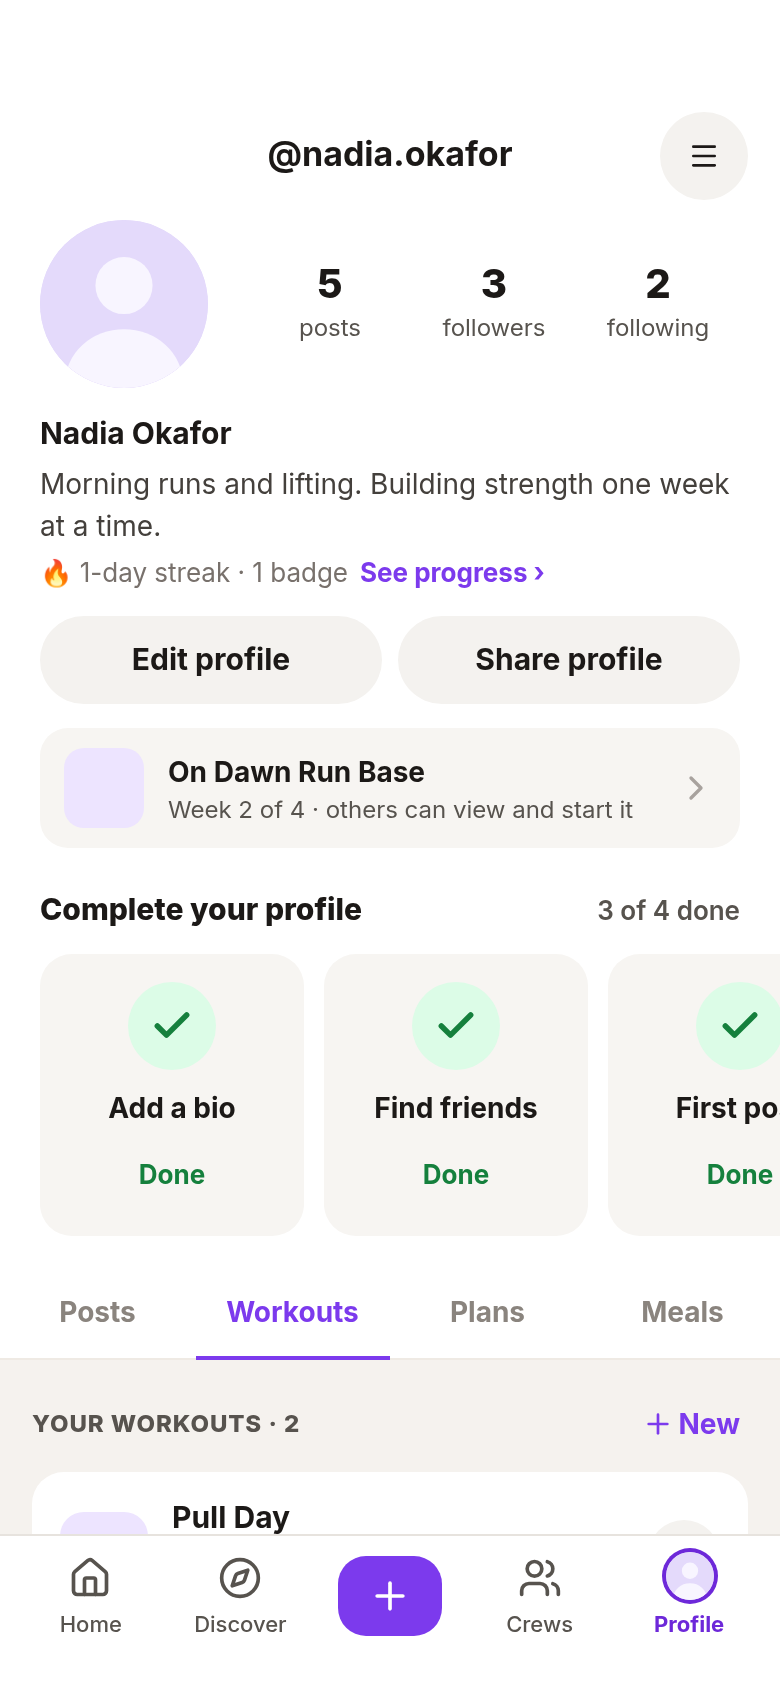 @nadia.okafor
5 3 2
posts followers following
Nadia Okafor
Morning runs and lifting. Building strength one week
at a time.
🔥 1-day streak · 1 badge See progress ›
Edit profile Share profile
On Dawn Run Base
Week 2 of 4 · others can view and start it
Complete your profile 3 of 4 done
Add a bio Find friends First po
Done Done Done
Posts Workouts Plans Meals
YOUR WORKOUTS · 2 + New
Pull Day
Home Discover Crews Profile